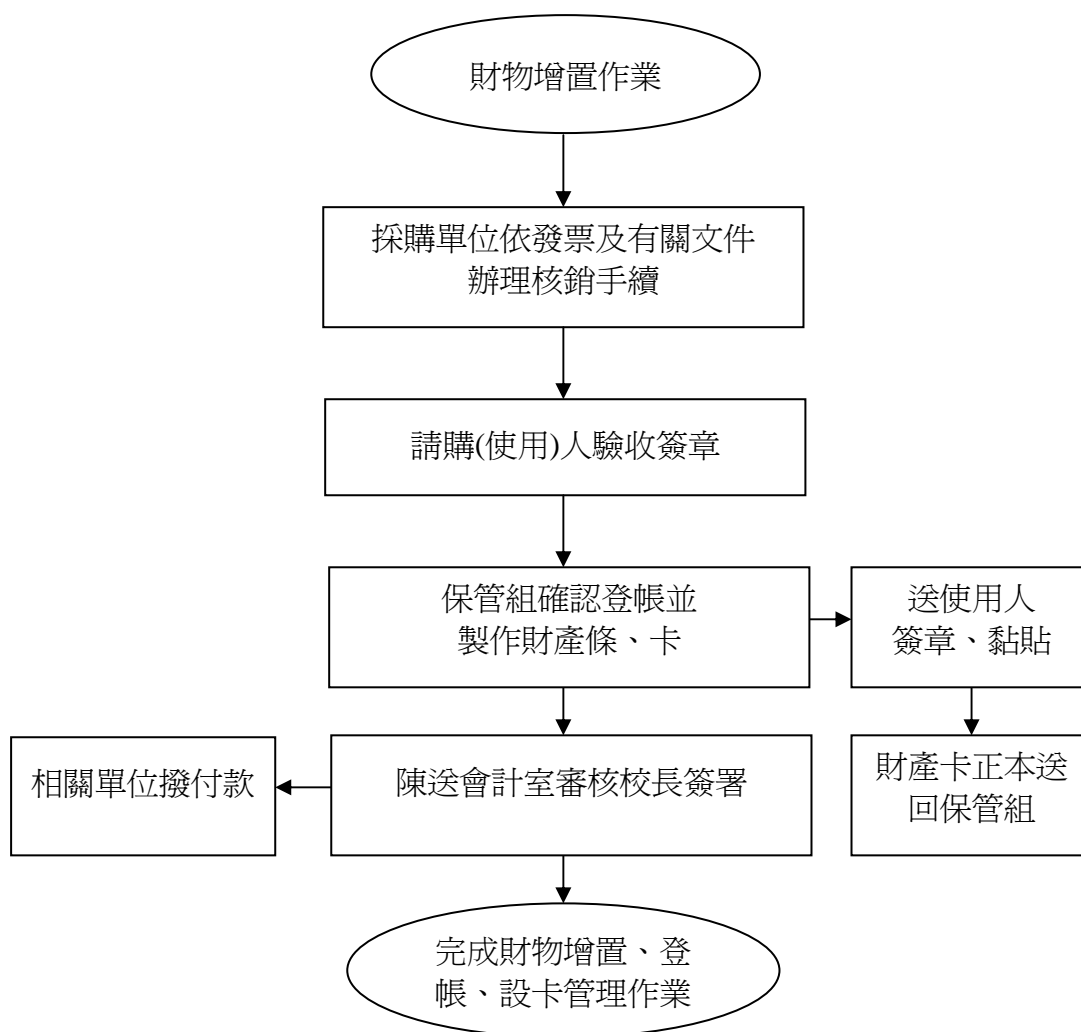 財物增置作業
採購單位依發票及有關文件
辦理核銷手續
請購(使用)人驗收簽章
保管組確認登帳並
製作財產條、卡
送使用人
簽章、黏貼
相關單位撥付款
陳送會計室審核校長簽署
財產卡正本送
回保管組
完成財物增置、登
帳、設卡管理作業